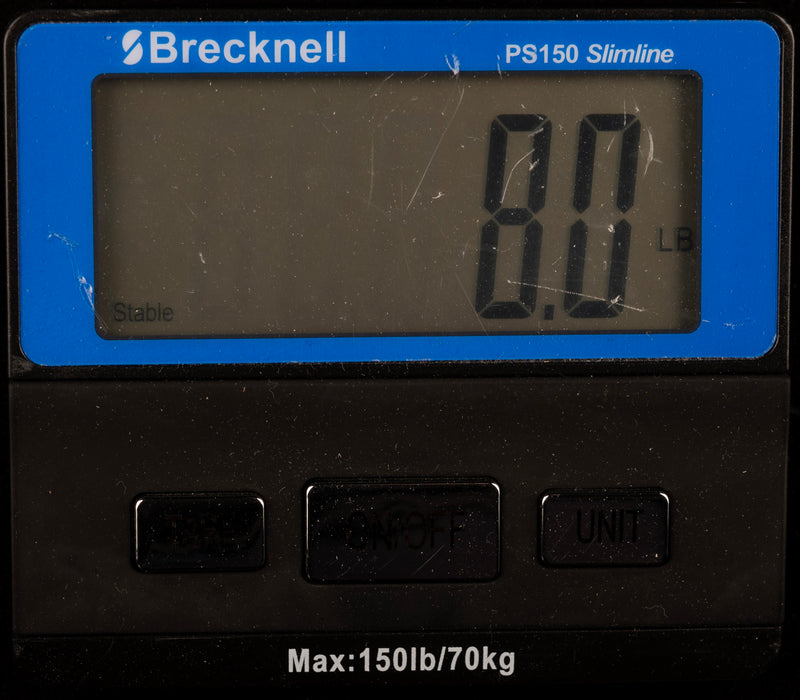 Brecknell
PS150 Slimline
8.0
LB
Stable
ON/OFF
UNIT
Max:150lb/70kg